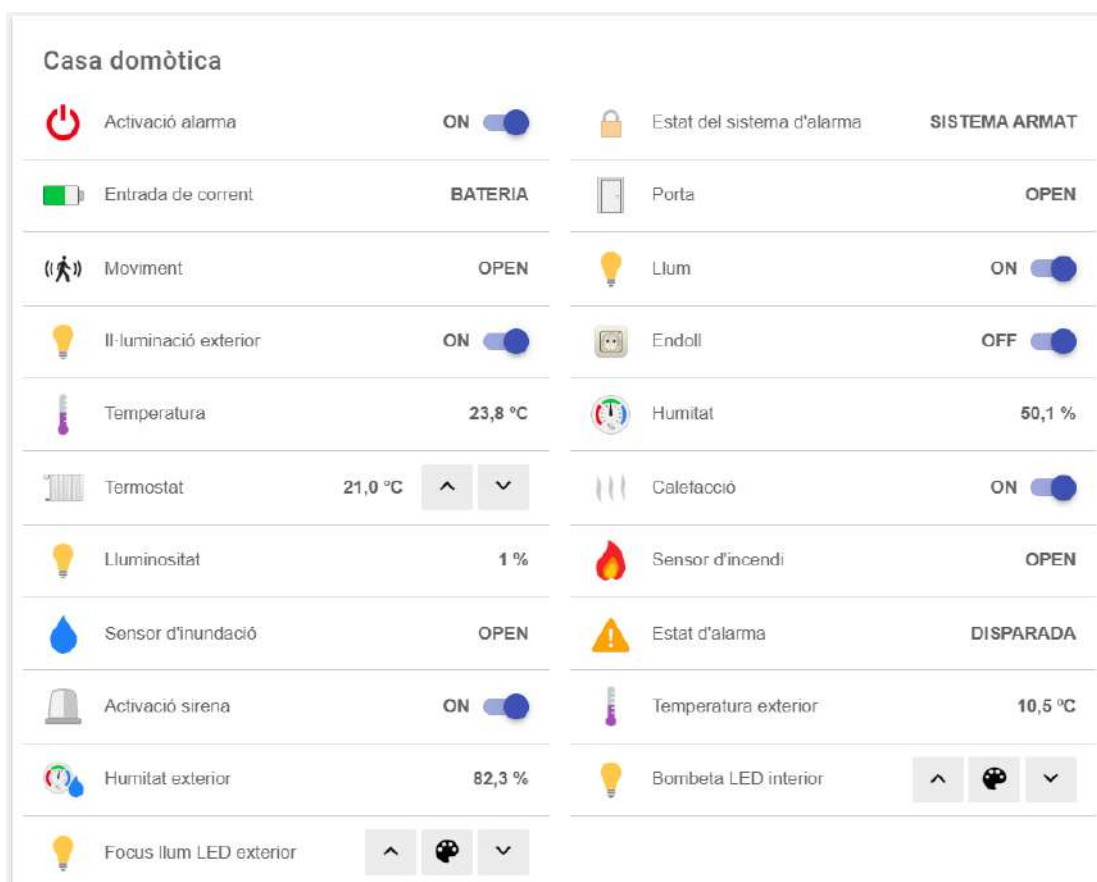 Casa domòtica
Activació alarma ON
Estat del sistema d'alarma SISTEMA ARMAT
Entrada de corrent BATERIA
Porta OPEN
Moviment OPEN
Llum ON
Il·luminació exterior ON
Endoll OFF
Temperatura 23,8 ºC
Humitat 50,1 %
Termostat 21,0 ºC
Calefacció ON
Lluminositat 1 %
Sensor d'incendi OPEN
Sensor d'inundació OPEN
Estat d'alarma DISPARADA
Activació sirena ON
Temperatura exterior 10,5 ºC
Humitat exterior 82,3 %
Bombeta LED interior
Focus llum LED exterior